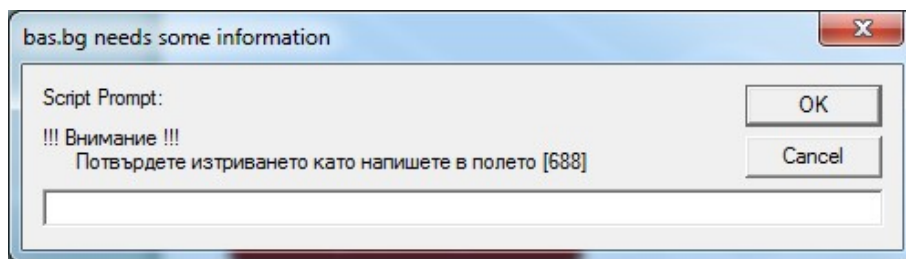 bas.bg needs some information
Script Prompt:
OK
!!! Внимание !!!
Потвърдете изтриването като напишете в полето [688]
Cancel